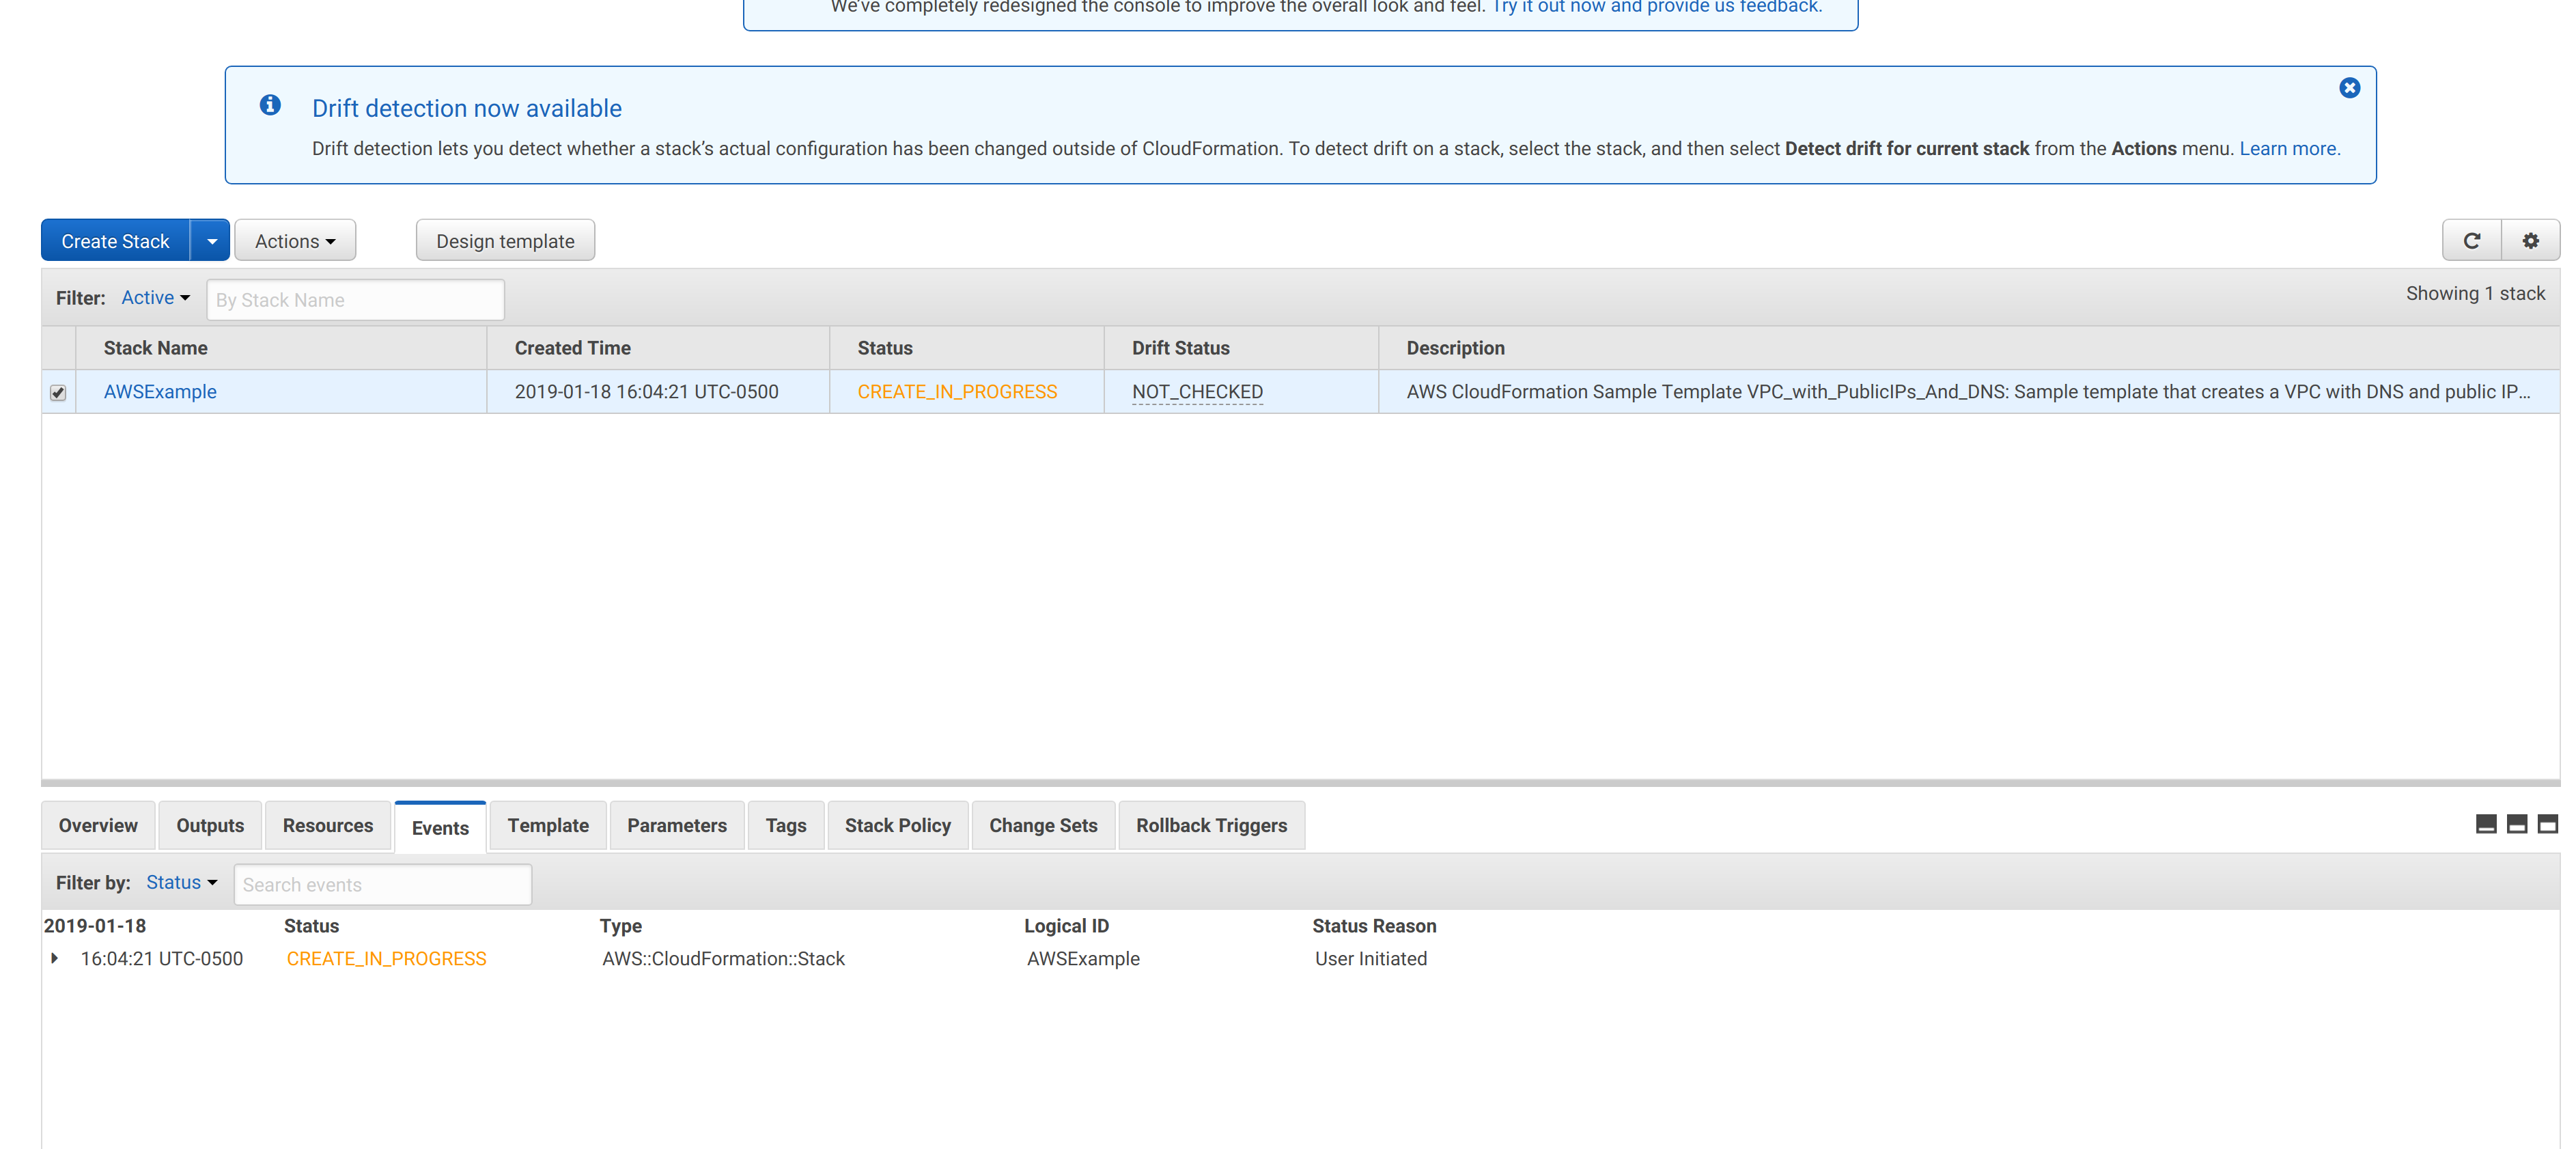 We've completely redesigned the console to improve the overall look and feel. Try it out now and provide us feedback.
Drift detection now available
Drift detection lets you detect whether a stack's actual configuration has been changed outside of CloudFormation. To detect drift on a stack, select the stack, and then select Detect drift for current stack from the Actions menu. Learn more.
Create Stack Actions Design template
Filter: Active By Stack Name Showing 1 stack
Stack Name Created Time Status Drift Status Description
AWSExample 2019-01-18 16:04:21 UTC-0500 CREATE_IN_PROGRESS NOT_CHECKED AWS CloudFormation Sample Template VPC_with_PublicIPs_And_DNS: Sample template that creates a VPC with DNS and public IP...
Overview Outputs Resources Events Template Parameters Tags Stack Policy Change Sets Rollback Triggers
Filter by: Status Search events
2019-01-18 Status Type Logical ID Status Reason
16:04:21 UTC-0500 CREATE_IN_PROGRESS AWS::CloudFormation::Stack AWSExample User Initiated